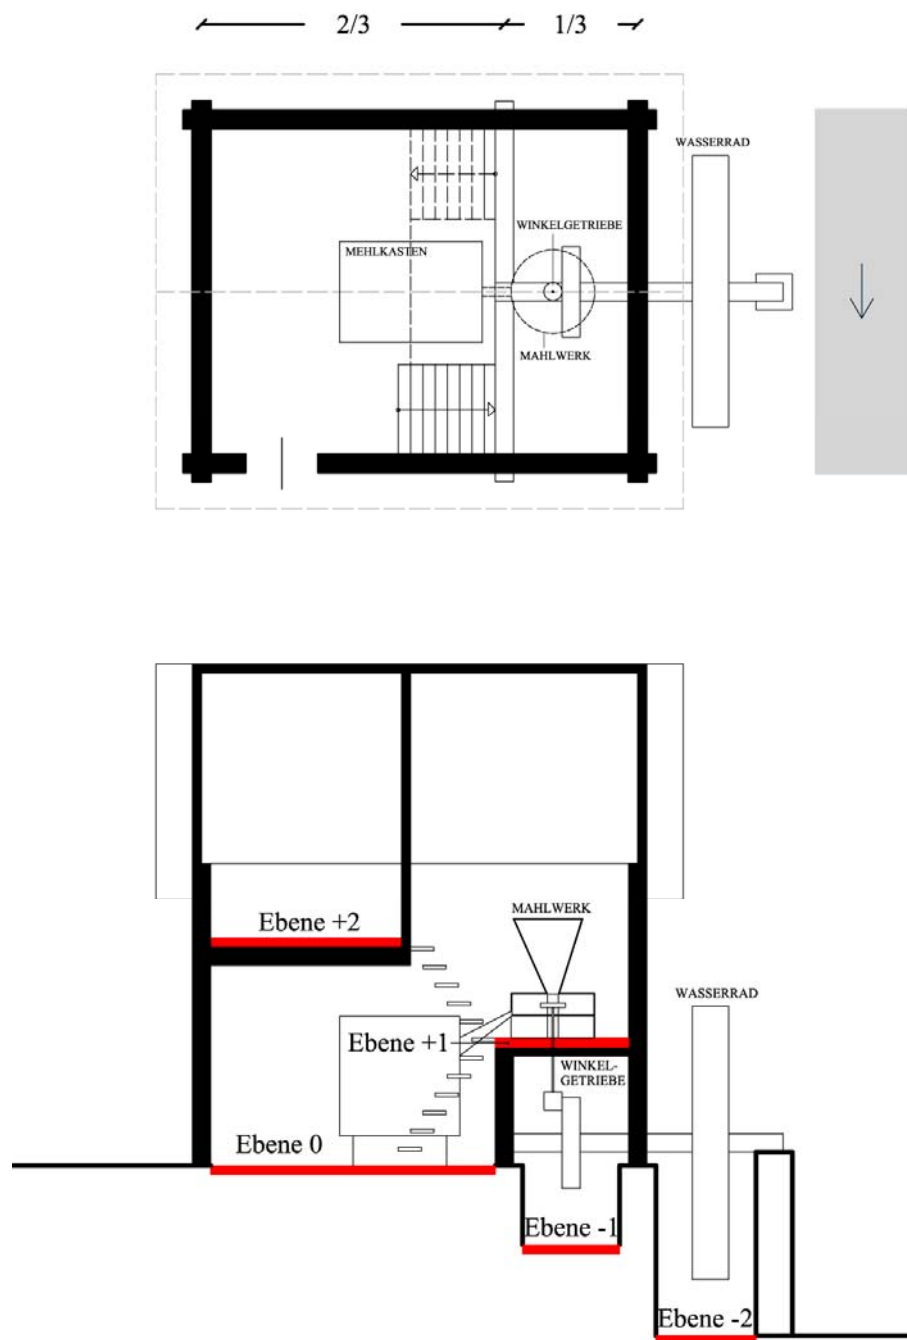 2/3
1/3
WASSERRAD
WINKELGETRIEBE
MEHLKASTEN
MAHLWERK
Ebene +2
MAHLWERK
WASSERRAD
Ebene +1
WINKEL-
GETRIEBE
Ebene 0
Ebene -1
Ebene -2